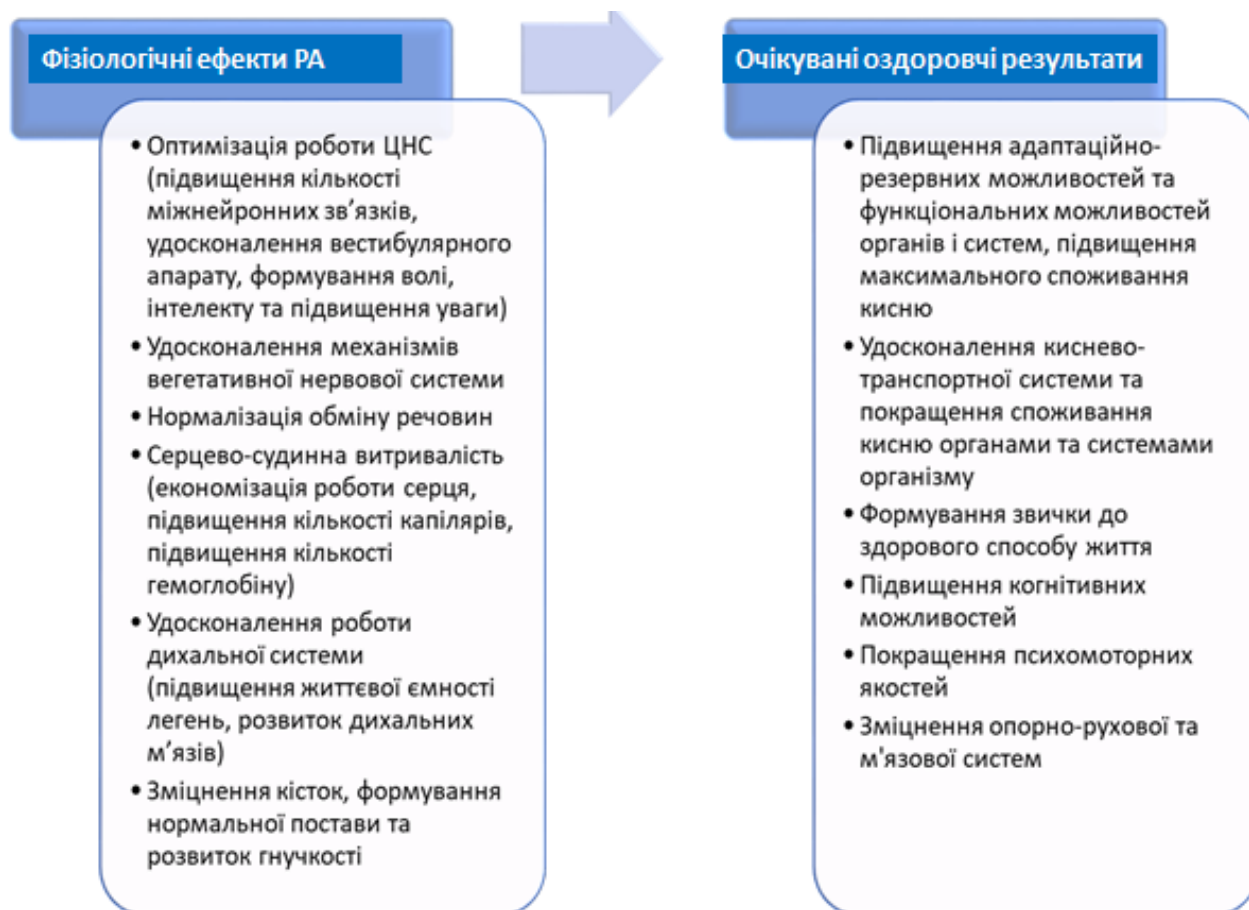 Фізіологічні ефекти РА
• Оптимізація роботи ЦНС
(підвищення кількості
міжнейронних зв’язків,
удосконалення вестибулярного
апарату, формування волі,
інтелекту та підвищення уваги)
• Удосконалення механізмів
вегетативної нервової системи
• Нормалізація обміну речовин
• Серцево-судинна витривалість
(економізація роботи серця,
підвищення кількості капілярів,
підвищення кількості
гемоглобіну)
• Удосконалення роботи
дихальної системи
(підвищення життєвої ємності
легень, розвиток дихальних
м’язів)
• Зміцнення кісток, формування
нормальної постави та
розвиток гнучкості
Очікувані оздоровчі результати
• Підвищення адаптаційно-
резервних можливостей та
функціональних можливостей
органів і систем, підвищення
максимального споживання
кисню
• Удосконалення киснево-
транспортної системи та
покращення споживання
кисню органами та системами
організму
• Формування звички до
здорового способу життя
• Підвищення когнітивних
можливостей
• Покращення психомоторних
якостей
• Зміцнення опорно-рухової та
м'язової систем